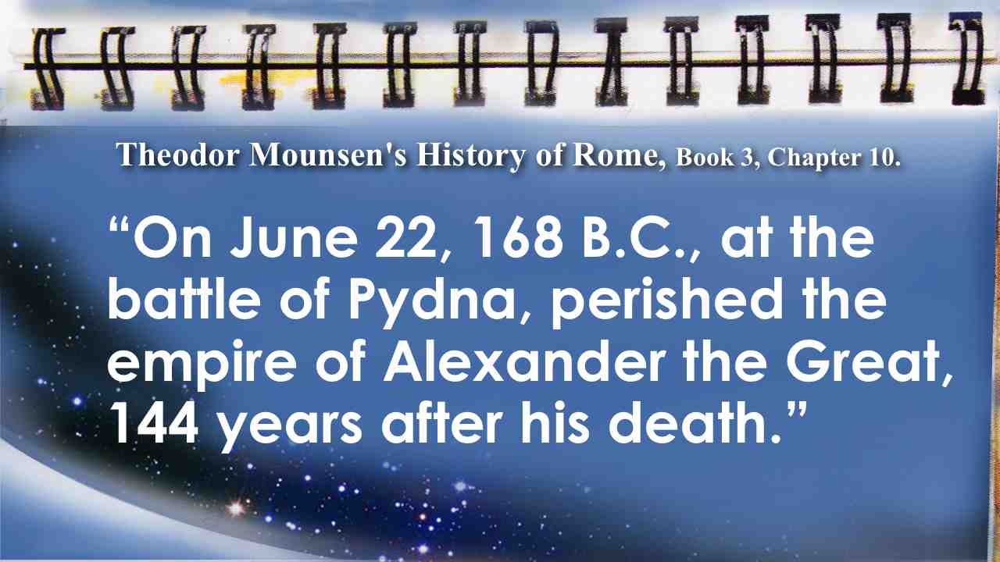 Theodor Mounsen's History of Rome, Book 3, Chapter 10.
“On June 22, 168 B.C., at the
battle of Pydna, perished the
empire of Alexander the Great,
144 years after his death.”